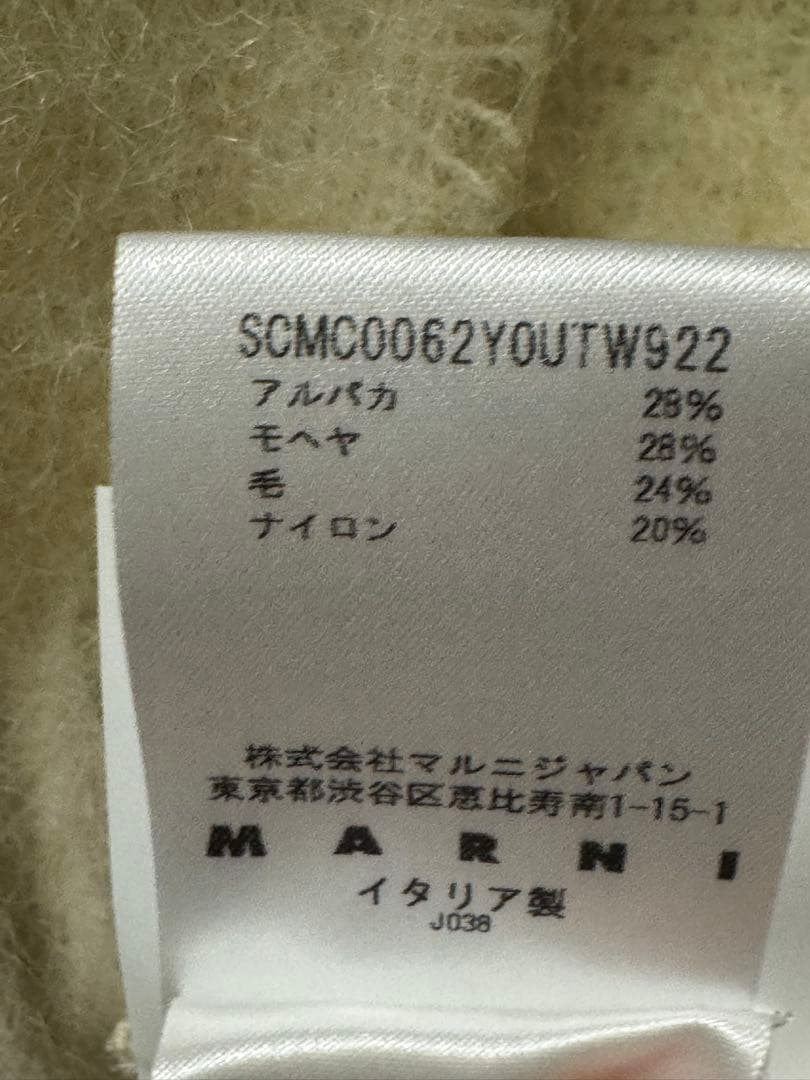 SCMC0062Y0UTW922
アルパカ 28%
モヘヤ 28%
毛 24%
ナイロン 20%
株式会社マルニジャパン
東京都渋谷区恵比寿南1-15-1
MARNI
イタリア製
J038